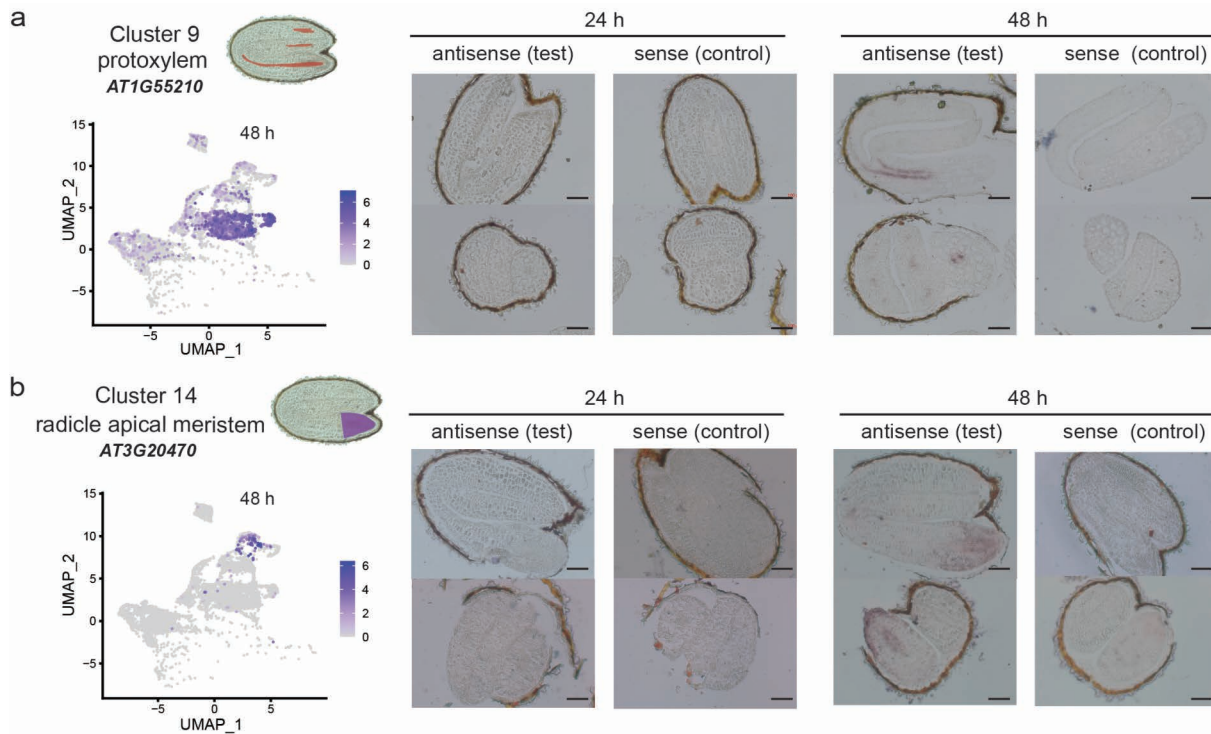 a
Cluster 9
protoxylem
AT1G55210
24 h
48 h
antisense (test)
sense (control)
antisense (test)
sense (control)
48 h
15
10
5
0
−5
UMAP_2
−5
0
5
UMAP_1
6
4
2
0
b
Cluster 14
radicle apical meristem
AT3G20470
24 h
48 h
antisense (test)
sense (control)
antisense (test)
sense (control)
48 h
15
10
5
0
−5
UMAP_2
−5
0
5
UMAP_1
6
4
2
0